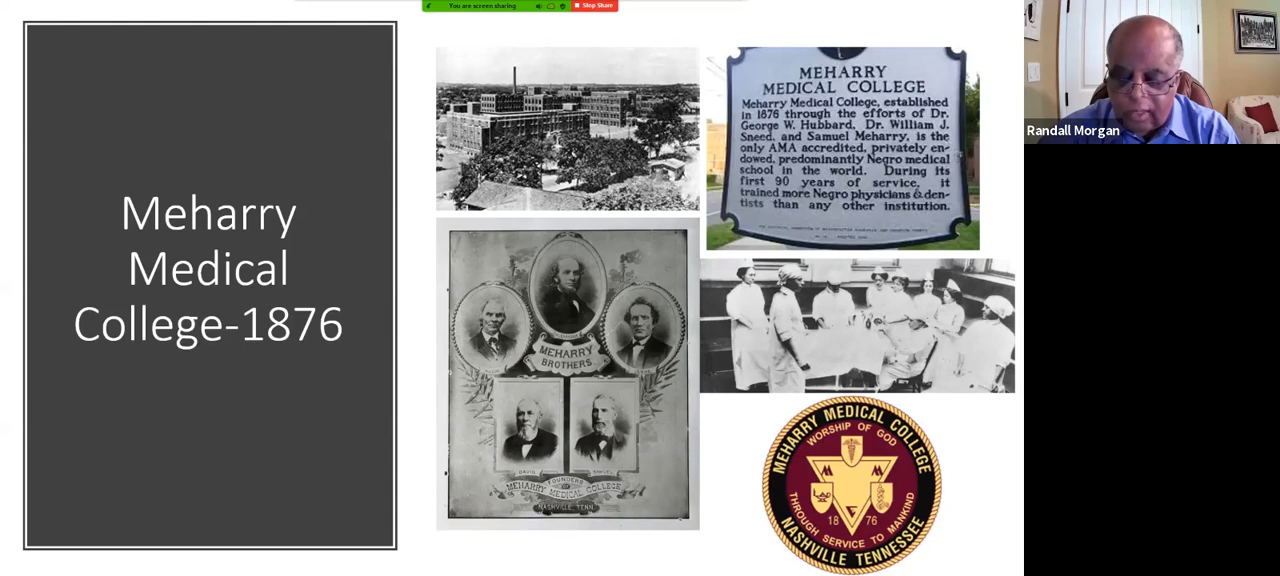 You are screen sharing
Stop Share
Randall Morgan
Meharry
Medical
College-1876
MEHARRY
MEDICAL COLLEGE
Meharry Medical College, established
in 1876 through the efforts of Dr.
George W. Hubbard, Dr. William J.
Sneed, and Samuel Meharry, is the
only AMA accredited, privately en-
dowed, predominantly Negro medical
school in the world. During its
first 90 years of service, it
trained more Negro physicians & den-
tists than any other institution.
MEHARRY
BROTHERS
DAVID
SAMUEL
FOUNDERS
OF
MEHARRY MEDICAL COLLEGE
NASHVILLE, TENN.
MEHARRY MEDICAL COLLEGE
WORSHIP OF GOD
M M
C
18 76
THROUGH SERVICE TO MANKIND
NASHVILLE TENNESSEE